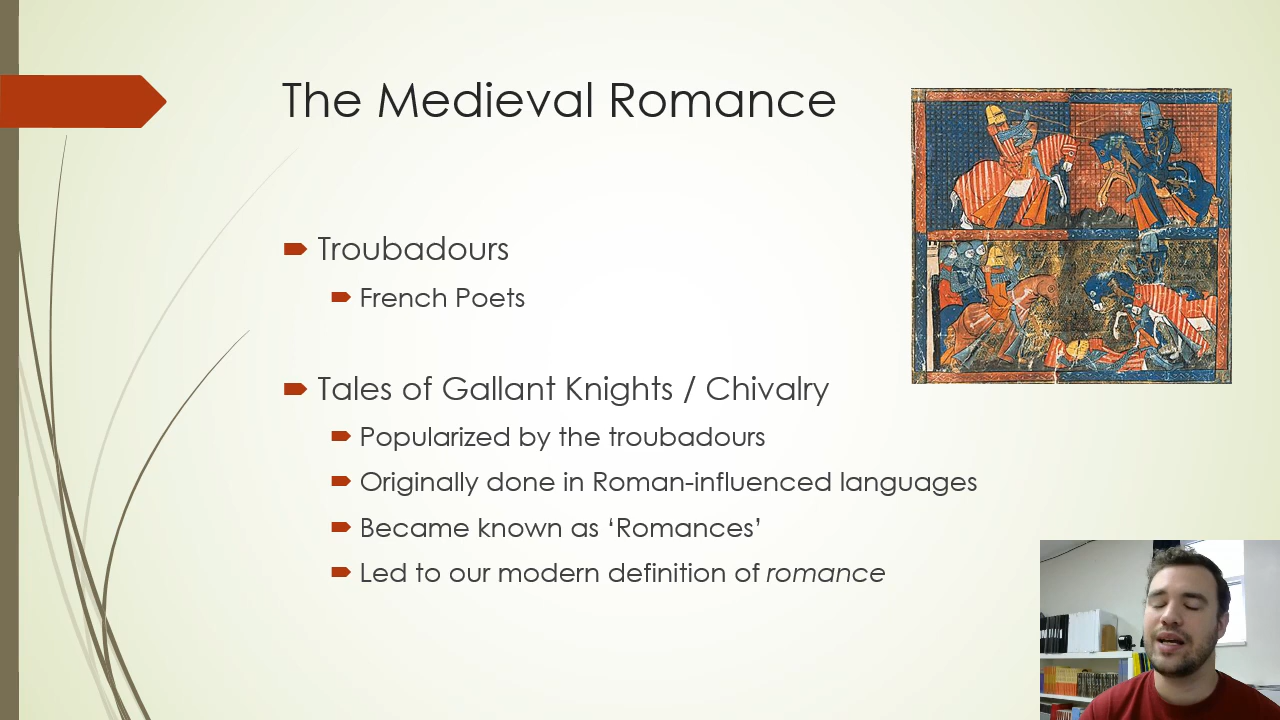 The Medieval Romance
Troubadours
French Poets
Tales of Gallant Knights / Chivalry
Popularized by the troubadours
Originally done in Roman-influenced languages
Became known as ‘Romances’
Led to our modern definition of romance